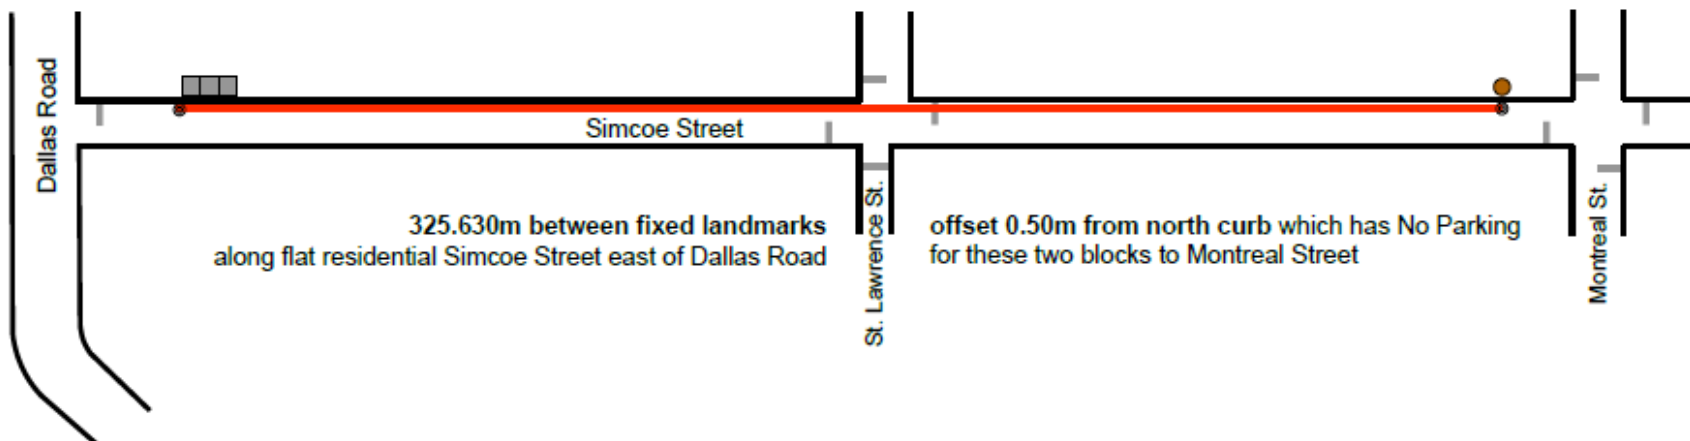 Dallas Road
Simcoe Street
325.630m between fixed landmarks
along flat residential Simcoe Street east of Dallas Road
St. Lawrence St.
offset 0.50m from north curb which has No Parking
for these two blocks to Montreal Street
Montreal St.